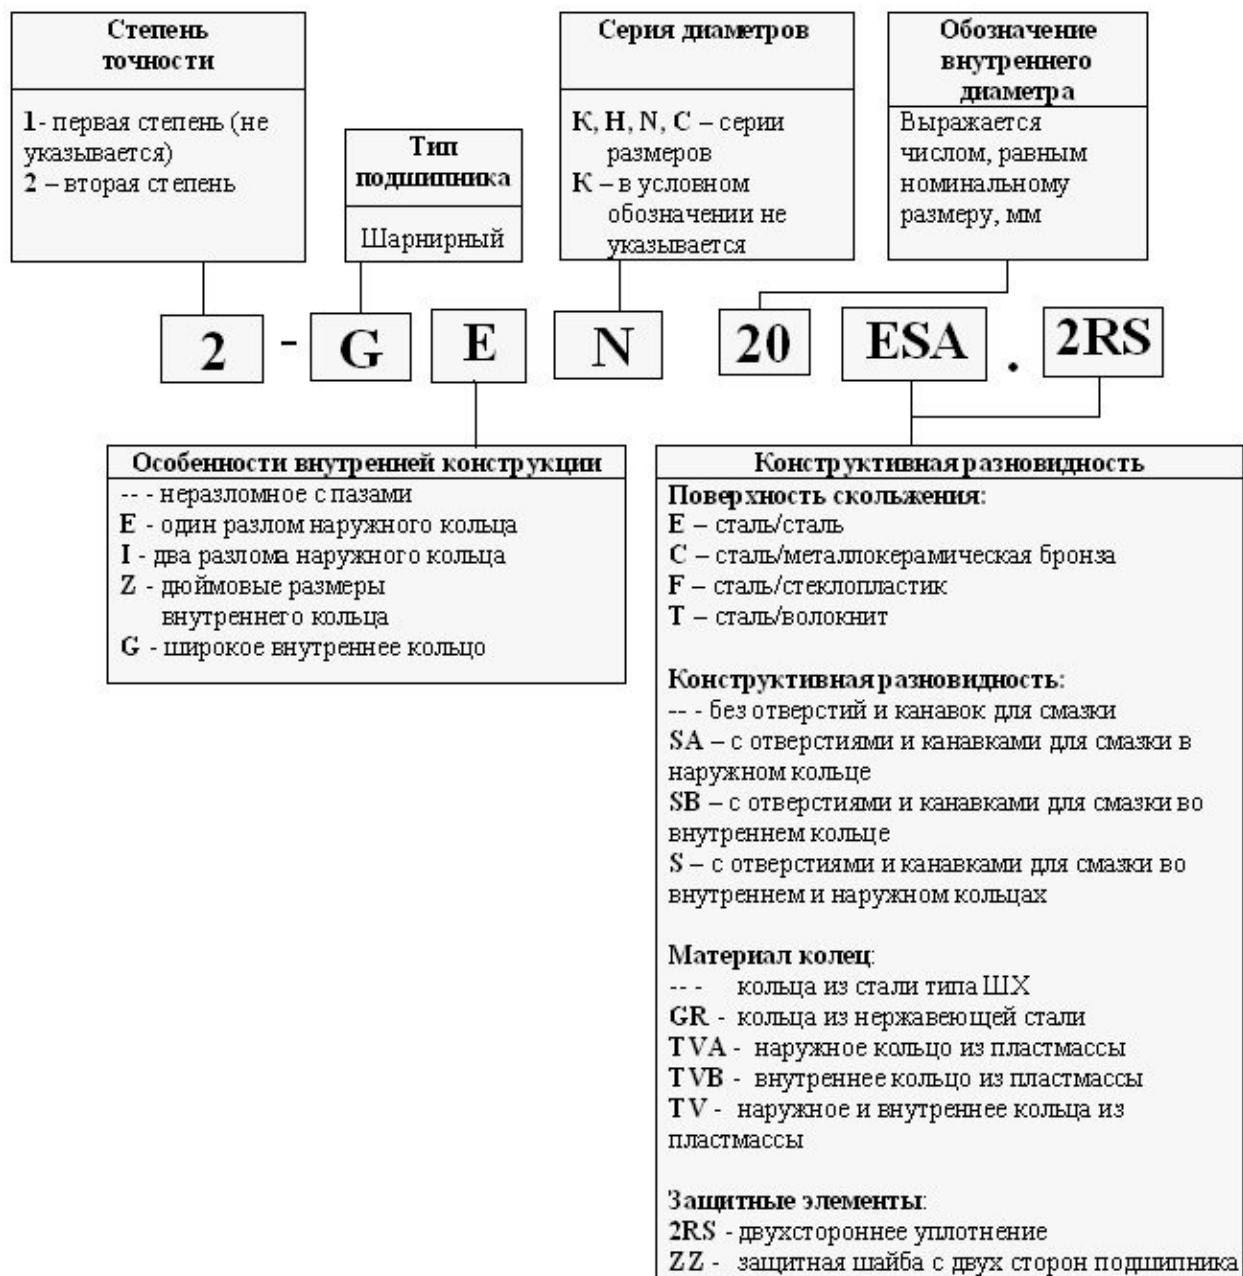 Степень
точности
1- первая степень (не
указывается)
2 – вторая степень
Тип
подшипника
Шарнирный
Серия диаметров
К, Н, N, С – серии
размеров
К – в условном
обозначении не
указывается
Обозначение
внутреннего
диаметра
Выражается
числом, равным
номинальному
размеру, мм
2 - G E N 20 ESA . 2RS
Особенности внутренней конструкции
-- - неразломное с пазами
E - один разлом наружного кольца
I - два разлома наружного кольца
Z - дюймовые размеры
внутреннего кольца
G - широкое внутреннее кольцо
Конструктивная разновидность
Поверхность скольжения:
E – сталь/сталь
C – сталь/металлокерамическая бронза
F – сталь/стеклопластик
T – сталь/волокнит
Конструктивная разновидность:
-- - без отверстий и канавок для смазки
SA – с отверстиями и канавками для смазки в
наружном кольце
SB – с отверстиями и канавками для смазки во
внутреннем кольце
S – с отверстиями и канавками для смазки во
внутреннем и наружном кольцах
Материал колец:
-- - кольца из стали типа ШХ
GR - кольца из нержавеющей стали
TVA - наружное кольцо из пластмассы
TVB - внутреннее кольцо из пластмассы
TV - наружное и внутреннее кольца из
пластмассы
Защитные элементы:
2RS - двухстороннее уплотнение
ZZ - защитная шайба с двух сторон подшипника